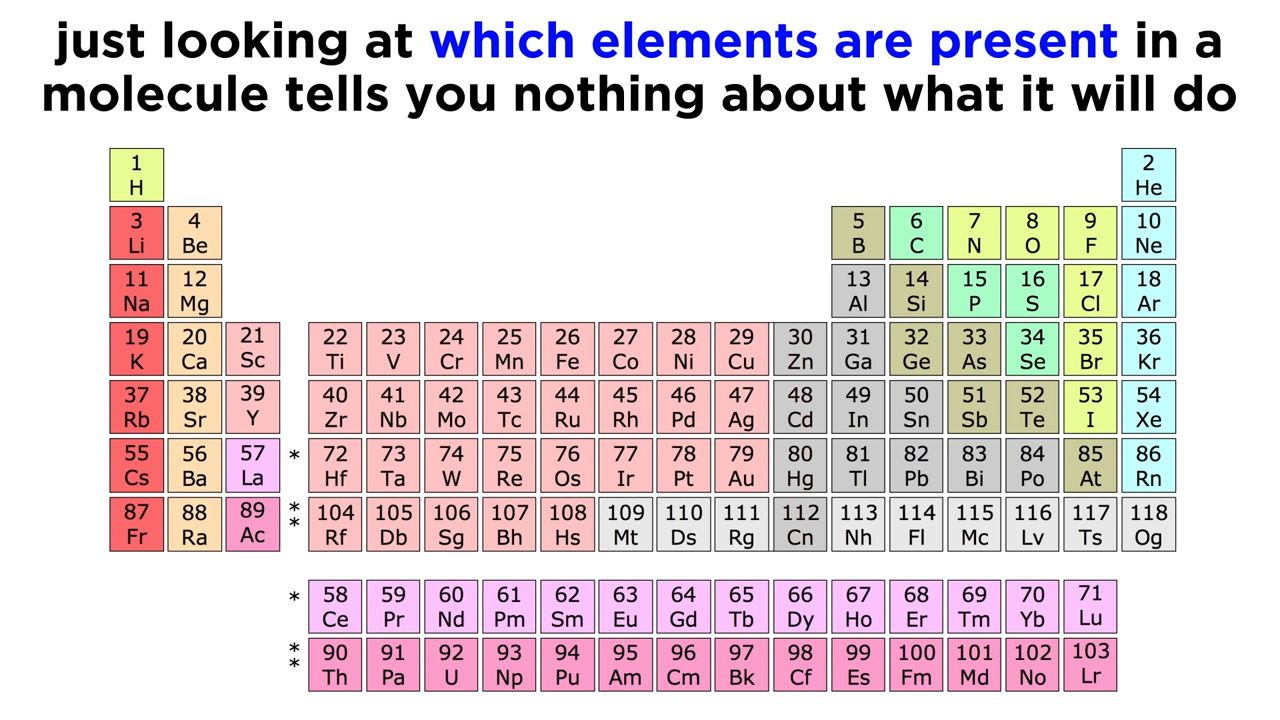 just looking at which elements are present in a
molecule tells you nothing about what it will do
1 2
H He
3 4 5 6 7 8 9 10
Li Be B C N O F Ne
11 12 13 14 15 16 17 18
Na Mg Al Si P S Cl Ar
19 20 21 22 23 24 25 26 27 28 29 30 31 32 33 34 35 36
K Ca Sc Ti V Cr Mn Fe Co Ni Cu Zn Ga Ge As Se Br Kr
37 38 39 40 41 42 43 44 45 46 47 48 49 50 51 52 53 54
Rb Sr Y Zr Nb Mo Tc Ru Rh Pd Ag Cd In Sn Sb Te I Xe
55 56 57 * 72 73 74 75 76 77 78 79 80 81 82 83 84 85 86
Cs Ba La Hf Ta W Re Os Ir Pt Au Hg Tl Pb Bi Po At Rn
87 88 89 * * 104 105 106 107 108 109 110 111 112 113 114 115 116 117 118
Fr Ra Ac Rf Db Sg Bh Hs Mt Ds Rg Cn Nh Fl Mc Lv Ts Og
* 58 59 60 61 62 63 64 65 66 67 68 69 70 71
Ce Pr Nd Pm Sm Eu Gd Tb Dy Ho Er Tm Yb Lu
* * 90 91 92 93 94 95 96 97 98 99 100 101 102 103
Th Pa U Np Pu Am Cm Bk Cf Es Fm Md No Lr